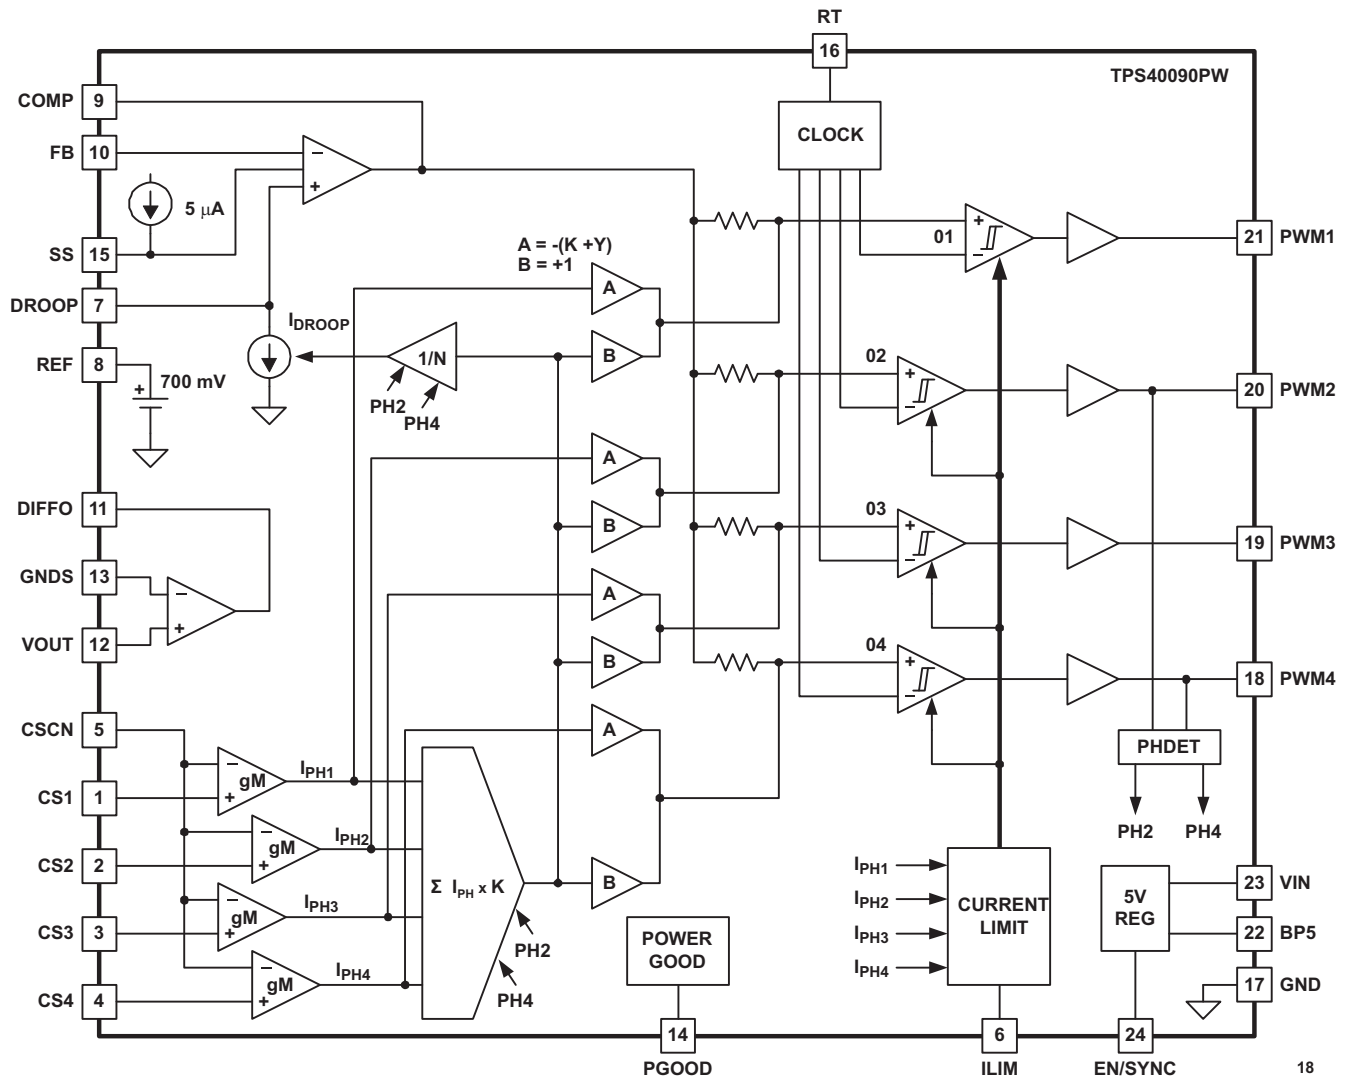 RT
16
TPS40090PW
COMP 9
CLOCK
FB 10
−
+
5 μA
SS 15
A = -(K +Y)
B = +1
01
+
−
21 PWM1
DROOP 7
A
I_DROOP
REF 8
+
700 mV
1/N
B
PH2
PH4
02
+
−
20 PWM2
A
DIFFO 11
B
03
+
−
19 PWM3
GNDS 13
−
A
VOUT 12
+
B
04
+
−
18 PWM4
CSCN 5
A
PHDET
−
gM
+
I_PH1
CS1 1
PH2
PH4
−
gM
+
I_PH2
CS2 2
Σ I_PH x K
B
I_PH1
I_PH2
I_PH3
I_PH4
CURRENT
LIMIT
5V
REG
23 VIN
−
gM
+
I_PH3
CS3 3
PH2
POWER
GOOD
22 BP5
−
gM
+
I_PH4
CS4 4
PH4
17 GND
14
6
24
PGOOD
ILIM
EN/SYNC
18